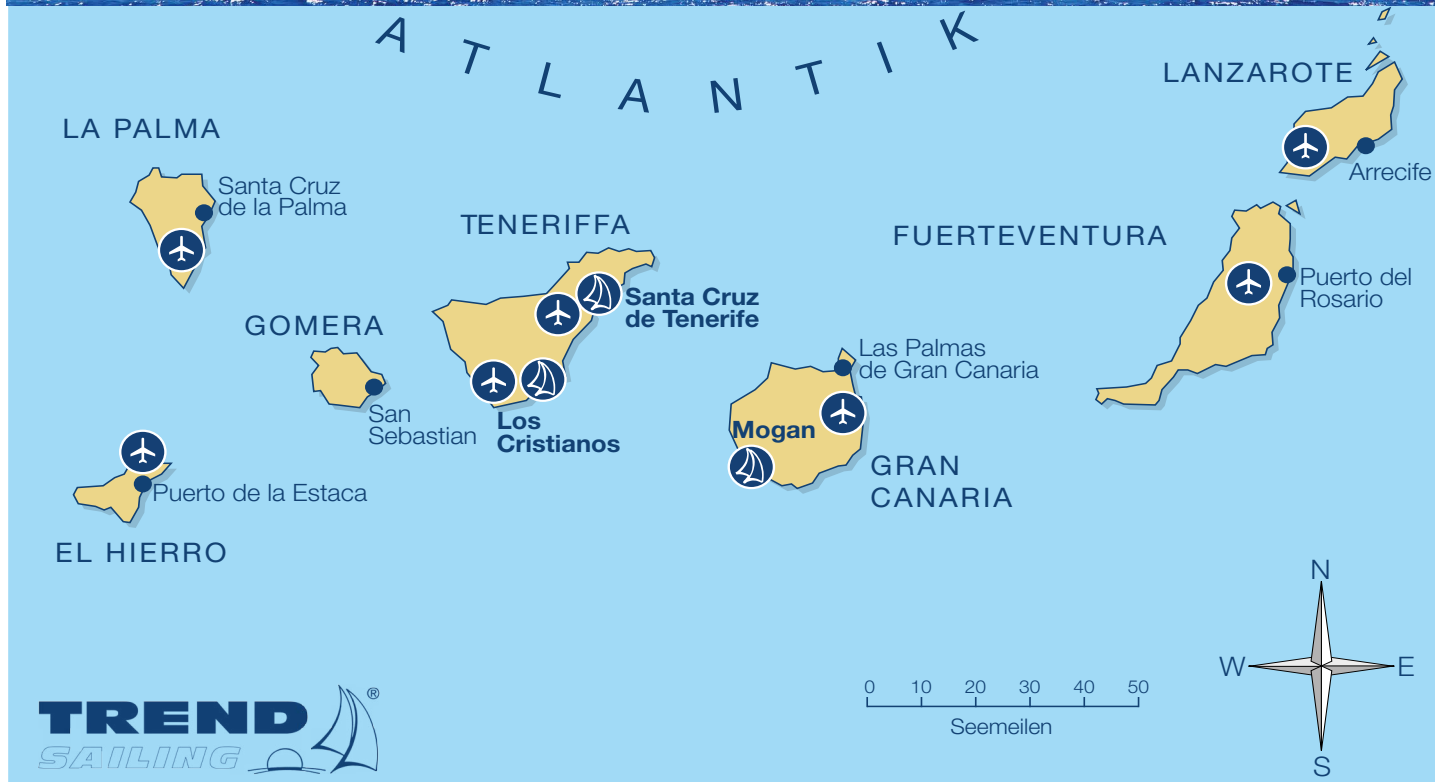 ATLANTIK
LANZAROTE
LA PALMA
Arrecife
Santa Cruz
de la Palma
TENERIFFA
FUERTEVENTURA
Puerto del
Rosario
Santa Cruz
de Tenerife
GOMERA
Las Palmas
de Gran Canaria
San
Sebastian
Los
Cristianos
Mogan
GRAN
CANARIA
Puerto de la Estaca
EL HIERRO
N
W
E
S
0 10 20 30 40 50
Seemeilen
TREND ®
SAILING